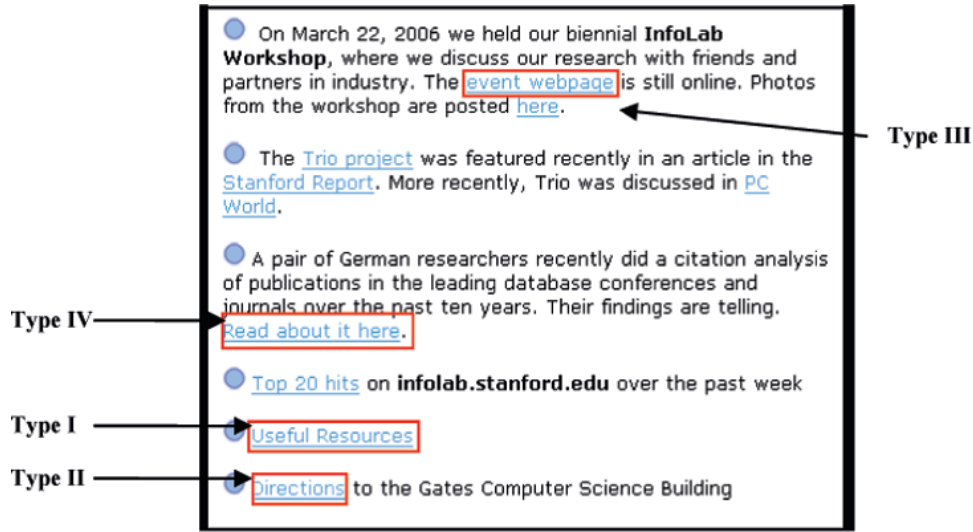 On March 22, 2006 we held our biennial InfoLab
Workshop, where we discuss our research with friends and
partners in industry. The event webpage is still online. Photos
from the workshop are posted here.
Type III
The Trio project was featured recently in an article in the
Stanford Report. More recently, Trio was discussed in PC
World.
A pair of German researchers recently did a citation analysis
of publications in the leading database conferences and
journals over the past ten years. Their findings are telling.
Type IV
Read about it here.
Top 20 hits on infolab.stanford.edu over the past week
Type I
Useful Resources
Type II
Directions to the Gates Computer Science Building